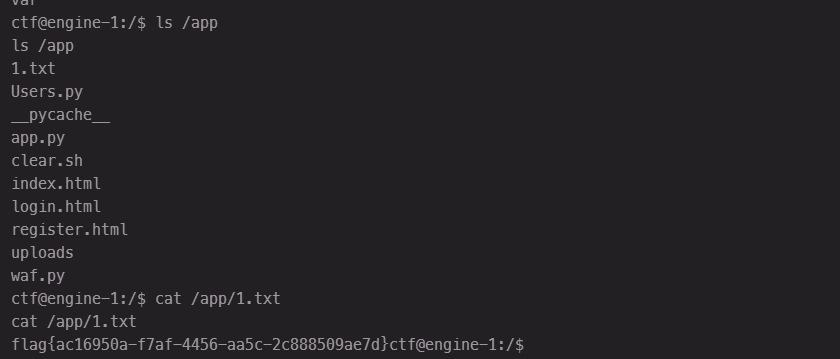 var
ctf@engine-1:/$ ls /app
ls /app
1.txt
Users.py
__pycache__
app.py
clear.sh
index.html
login.html
register.html
uploads
waf.py
ctf@engine-1:/$ cat /app/1.txt
cat /app/1.txt
flag{ac16950a-f7af-4456-aa5c-2c888509ae7d}ctf@engine-1:/$